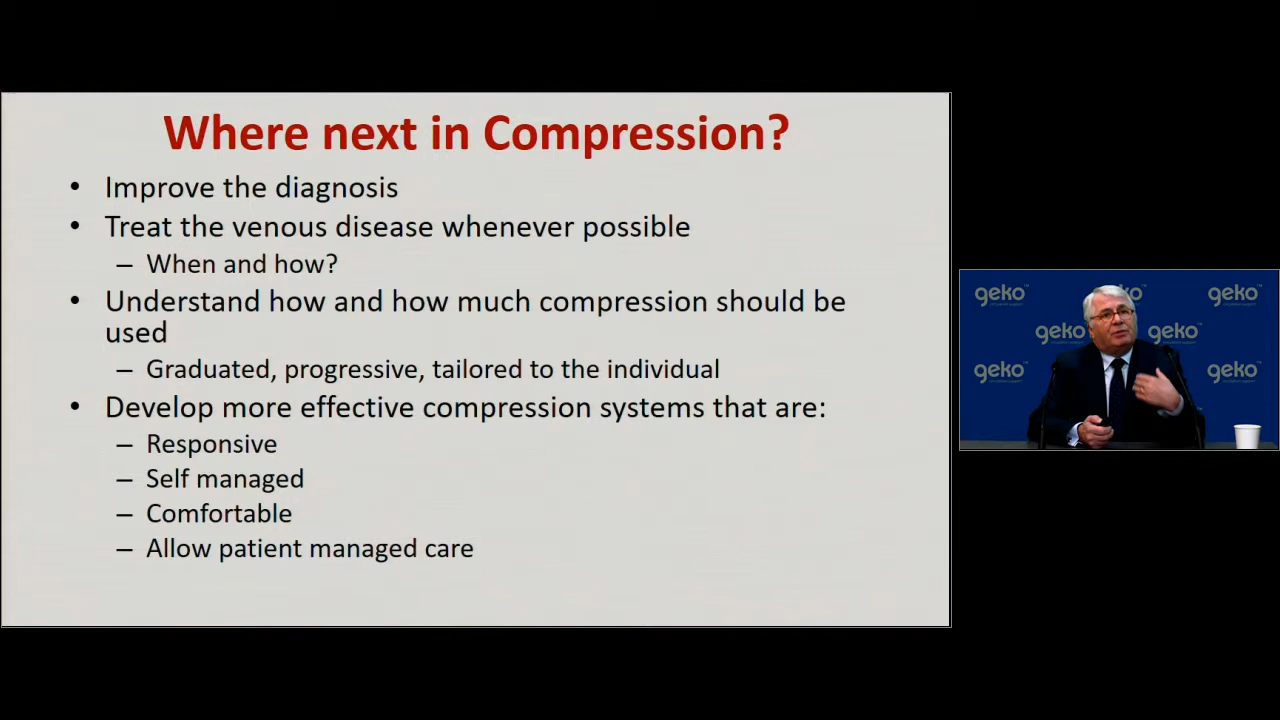 Where next in Compression?
• Improve the diagnosis
• Treat the venous disease whenever possible
– When and how?
• Understand how and how much compression should be
used
– Graduated, progressive, tailored to the individual
• Develop more effective compression systems that are:
– Responsive
– Self managed
– Comfortable
– Allow patient managed care
geko
geko
geko
geko
geko
geko